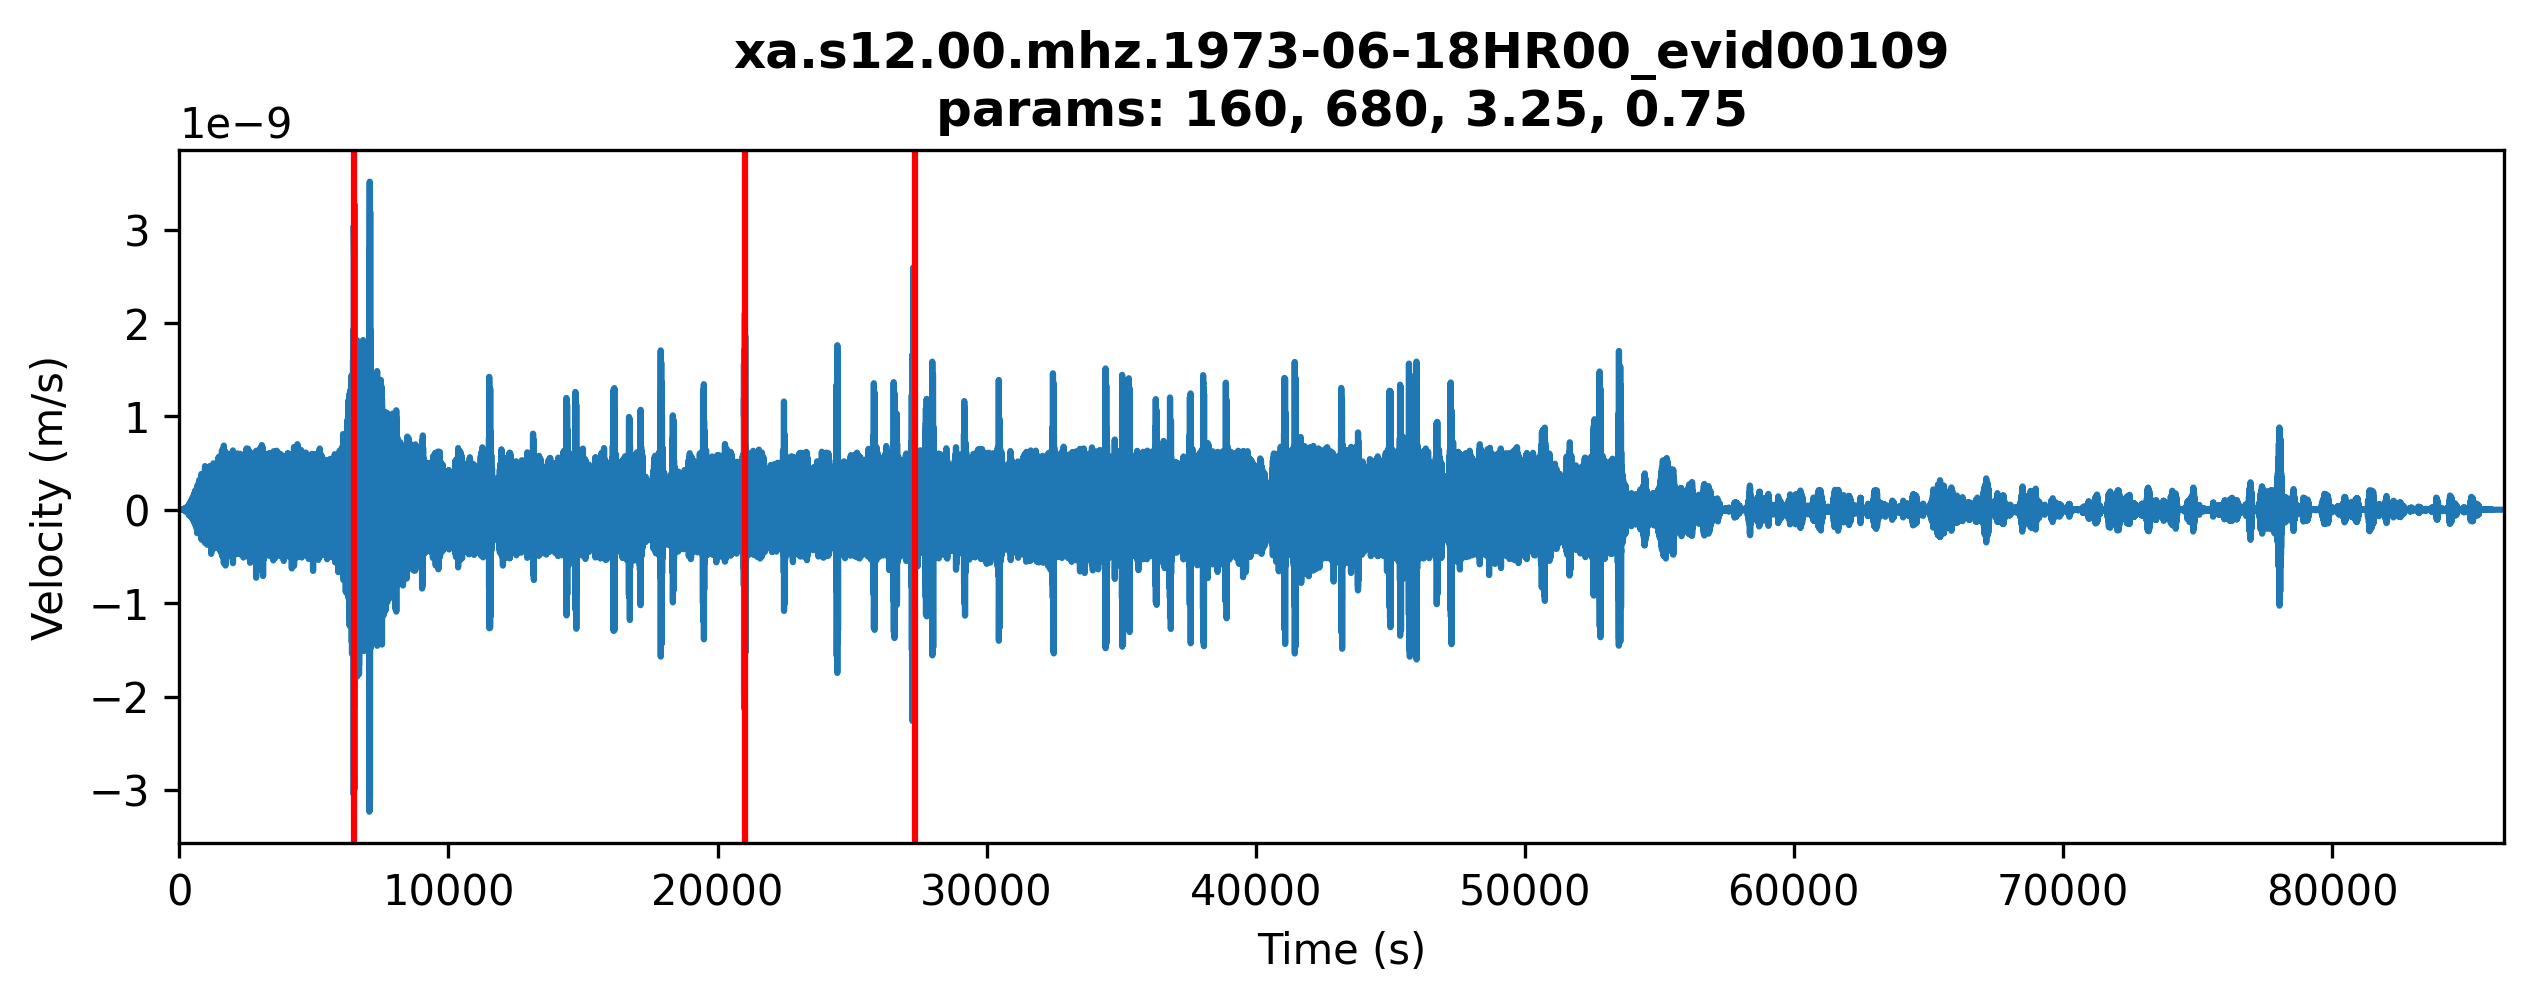 xa.s12.00.mhz.1973-06-18HR00_evid00109
params: 160, 680, 3.25, 0.75
1e−9
3
2
1
0
−1
−2
−3
Velocity (m/s)
0 10000 20000 30000 40000 50000 60000 70000 80000
Time (s)